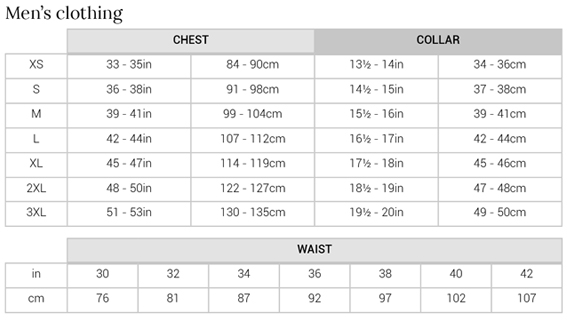 Men’s clothing
CHEST COLLAR
XS 33 - 35in 84 - 90cm 13½ - 14in 34 - 36cm
S 36 - 38in 91 - 98cm 14½ - 15in 37 - 38cm
M 39 - 41in 99 - 104cm 15½ - 16in 39 - 41cm
L 42 - 44in 107 - 112cm 16½ - 17in 42 - 44cm
XL 45 - 47in 114 - 119cm 17½ - 18in 45 - 46cm
2XL 48 - 50in 122 - 127cm 18½ - 19in 47 - 48cm
3XL 51 - 53in 130 - 135cm 19½ - 20in 49 - 50cm
WAIST
in 30 32 34 36 38 40 42
cm 76 81 87 92 97 102 107